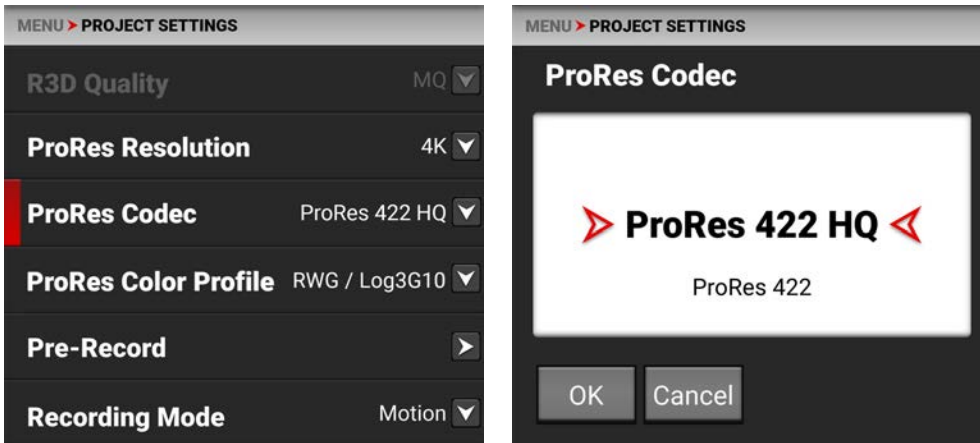 MENU > PROJECT SETTINGS
R3D Quality MQ
ProRes Resolution 4K
ProRes Codec ProRes 422 HQ
ProRes Color Profile RWG / Log3G10
Pre-Record
Recording Mode Motion
MENU > PROJECT SETTINGS
ProRes Codec
ProRes 422 HQ
ProRes 422
OK Cancel